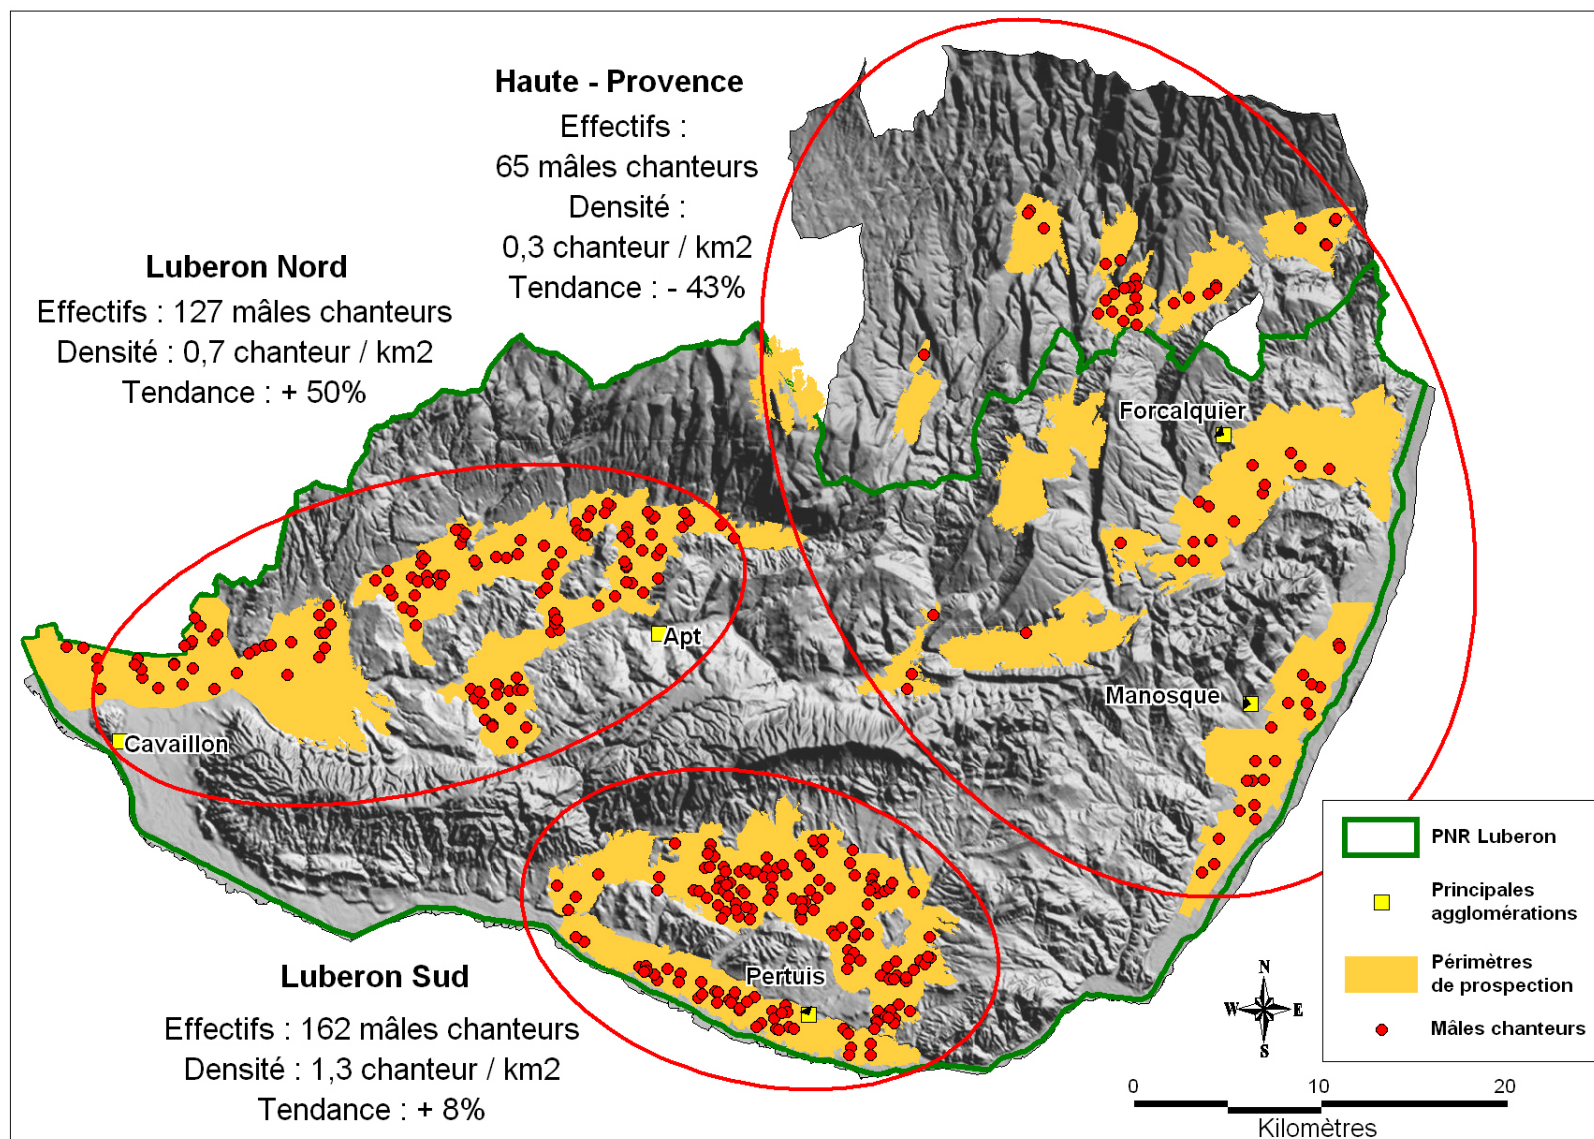 Haute - Provence
Effectifs :
65 mâles chanteurs
Densité :
0,3 chanteur / km2
Tendance : - 43%
Luberon Nord
Effectifs : 127 mâles chanteurs
Densité : 0,7 chanteur / km2
Tendance : + 50%
Forcalquier
Apt
Manosque
Cavaillon
Pertuis
Luberon Sud
Effectifs : 162 mâles chanteurs
Densité : 1,3 chanteur / km2
Tendance : + 8%
PNR Luberon
Principales
agglomérations
Périmètres
de prospection
Mâles chanteurs
N
W E
S
0 10 20
Kilomètres